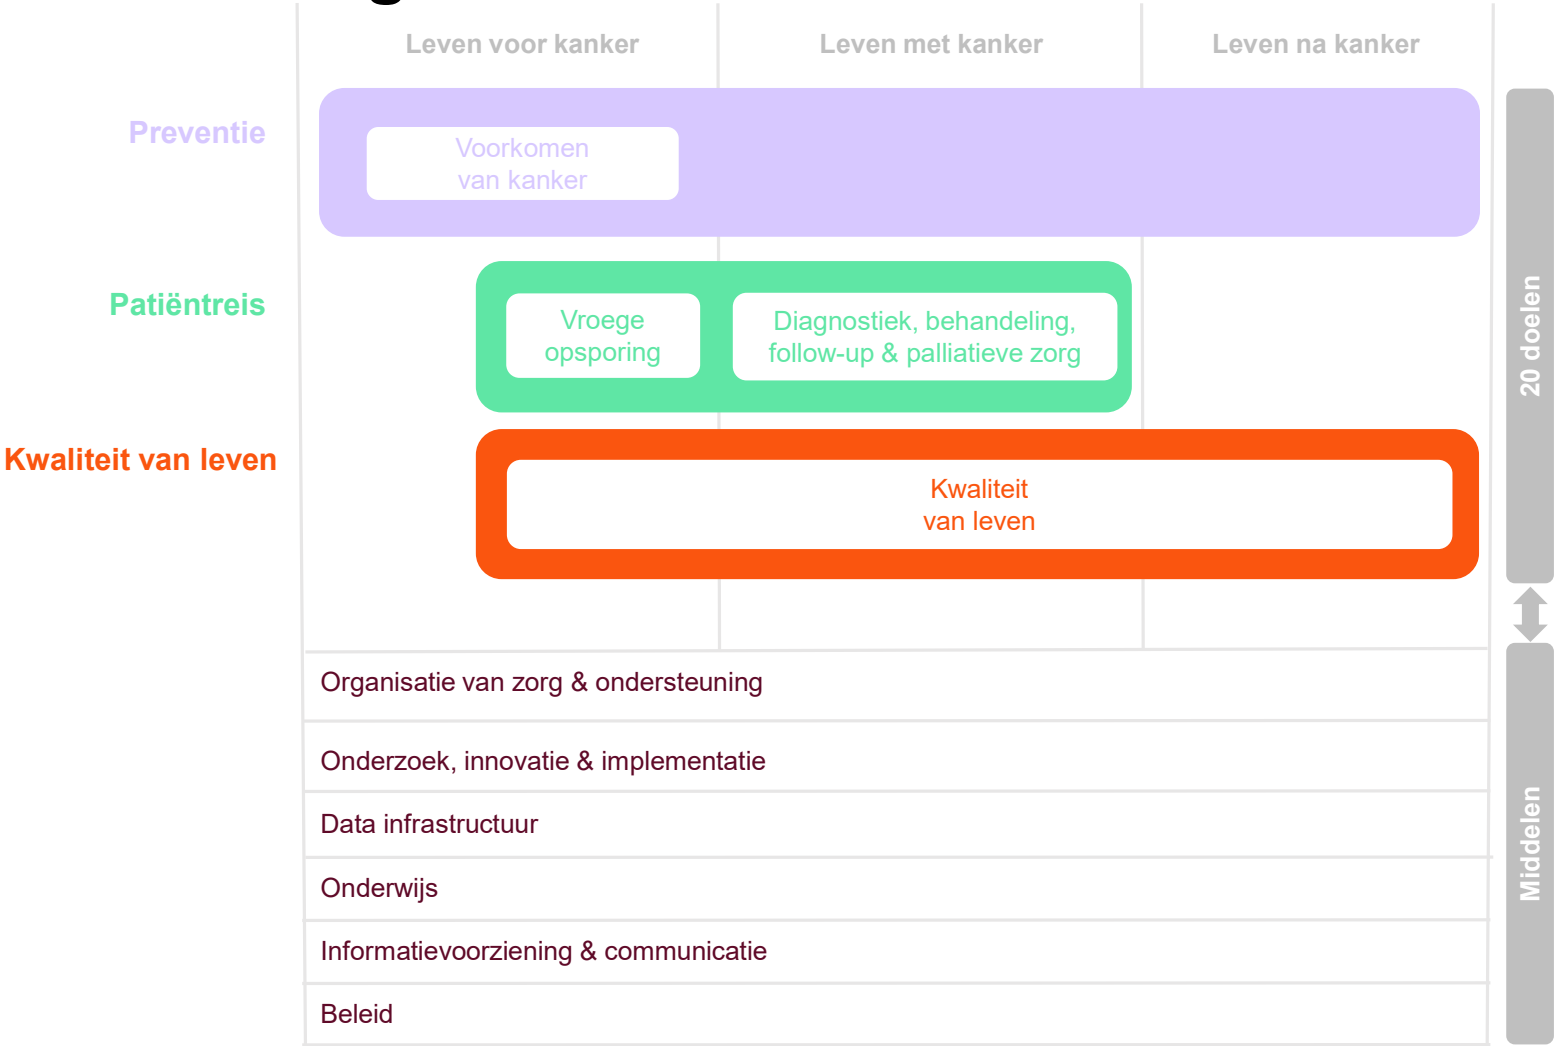 Leven voor kanker
Leven met kanker
Leven na kanker
Preventie
Voorkomen
van kanker
Patiëntreis
Vroege
opsporing
Diagnostiek, behandeling,
follow-up & palliatieve zorg
Kwaliteit van leven
Kwaliteit
van leven
20 doelen
Organisatie van zorg & ondersteuning
Onderzoek, innovatie & implementatie
Data infrastructuur
Onderwijs
Informatievoorziening & communicatie
Beleid
Middelen